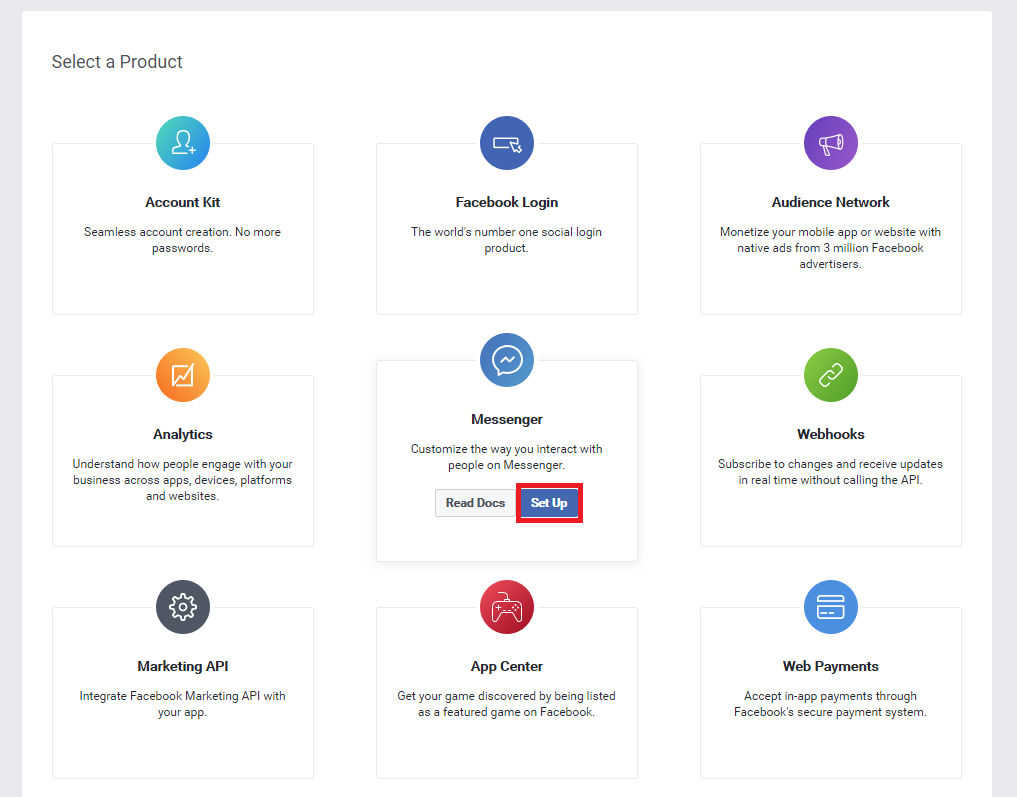 Select a Product
Account Kit
Seamless account creation. No more
passwords.
Facebook Login
The world's number one social login
product.
Audience Network
Monetize your mobile app or website with
native ads from 3 million Facebook
advertisers.
Analytics
Understand how people engage with your
business across apps, devices, platforms
and websites.
Messenger
Customize the way you interact with
people on Messenger.
Read Docs
Set Up
Webhooks
Subscribe to changes and receive updates
in real time without calling the API.
Marketing API
Integrate Facebook Marketing API with
your app.
App Center
Get your game discovered by being listed
as a featured game on Facebook.
Web Payments
Accept in-app payments through
Facebook's secure payment system.